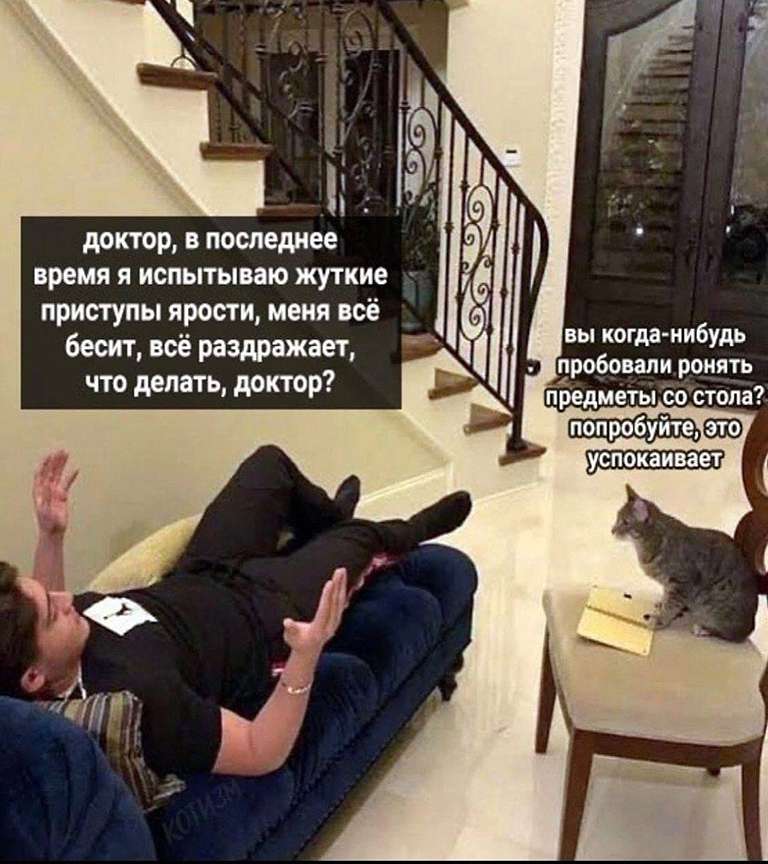 доктор, в последнее
время я испытываю жуткие
приступы ярости, меня всё
бесит, всё раздражает,
что делать, доктор?
вы когда-нибудь
пробовали ронять
предметы со стола?
попробуйте, это
успокаивает
КОТИЗМ